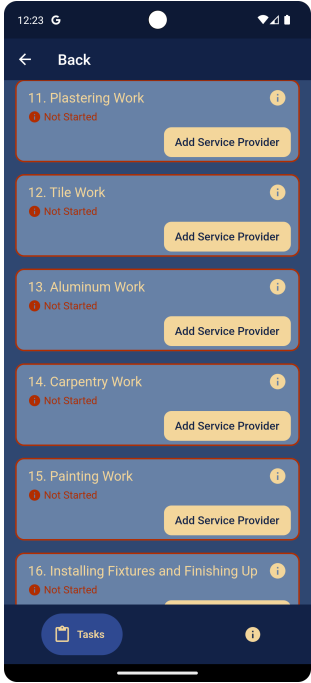 12:23 G
Back
11. Plastering Work
Not Started
Add Service Provider
12. Tile Work
Not Started
Add Service Provider
13. Aluminum Work
Not Started
Add Service Provider
14. Carpentry Work
Not Started
Add Service Provider
15. Painting Work
Not Started
Add Service Provider
16. Installing Fixtures and Finishing Up
Not Started
Tasks